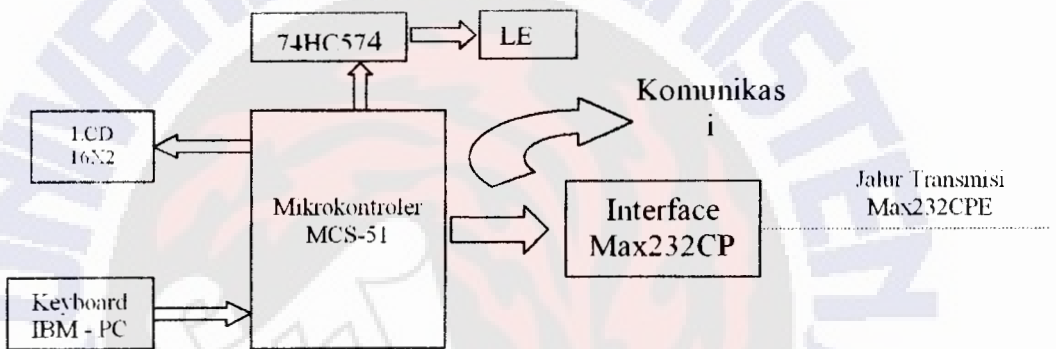 74HC574
LE
Komunikas
i
LCD
16X2
Mikrokontroler
MCS-51
Interface
Max232CP
Jalur Transmisi
Max232CPE
Keyboard
IBM - PC